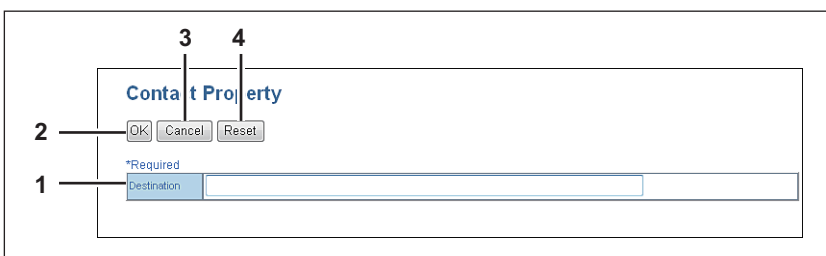 3 4
Contact Property
2 OK Cancel Reset
*Required
1 Destination